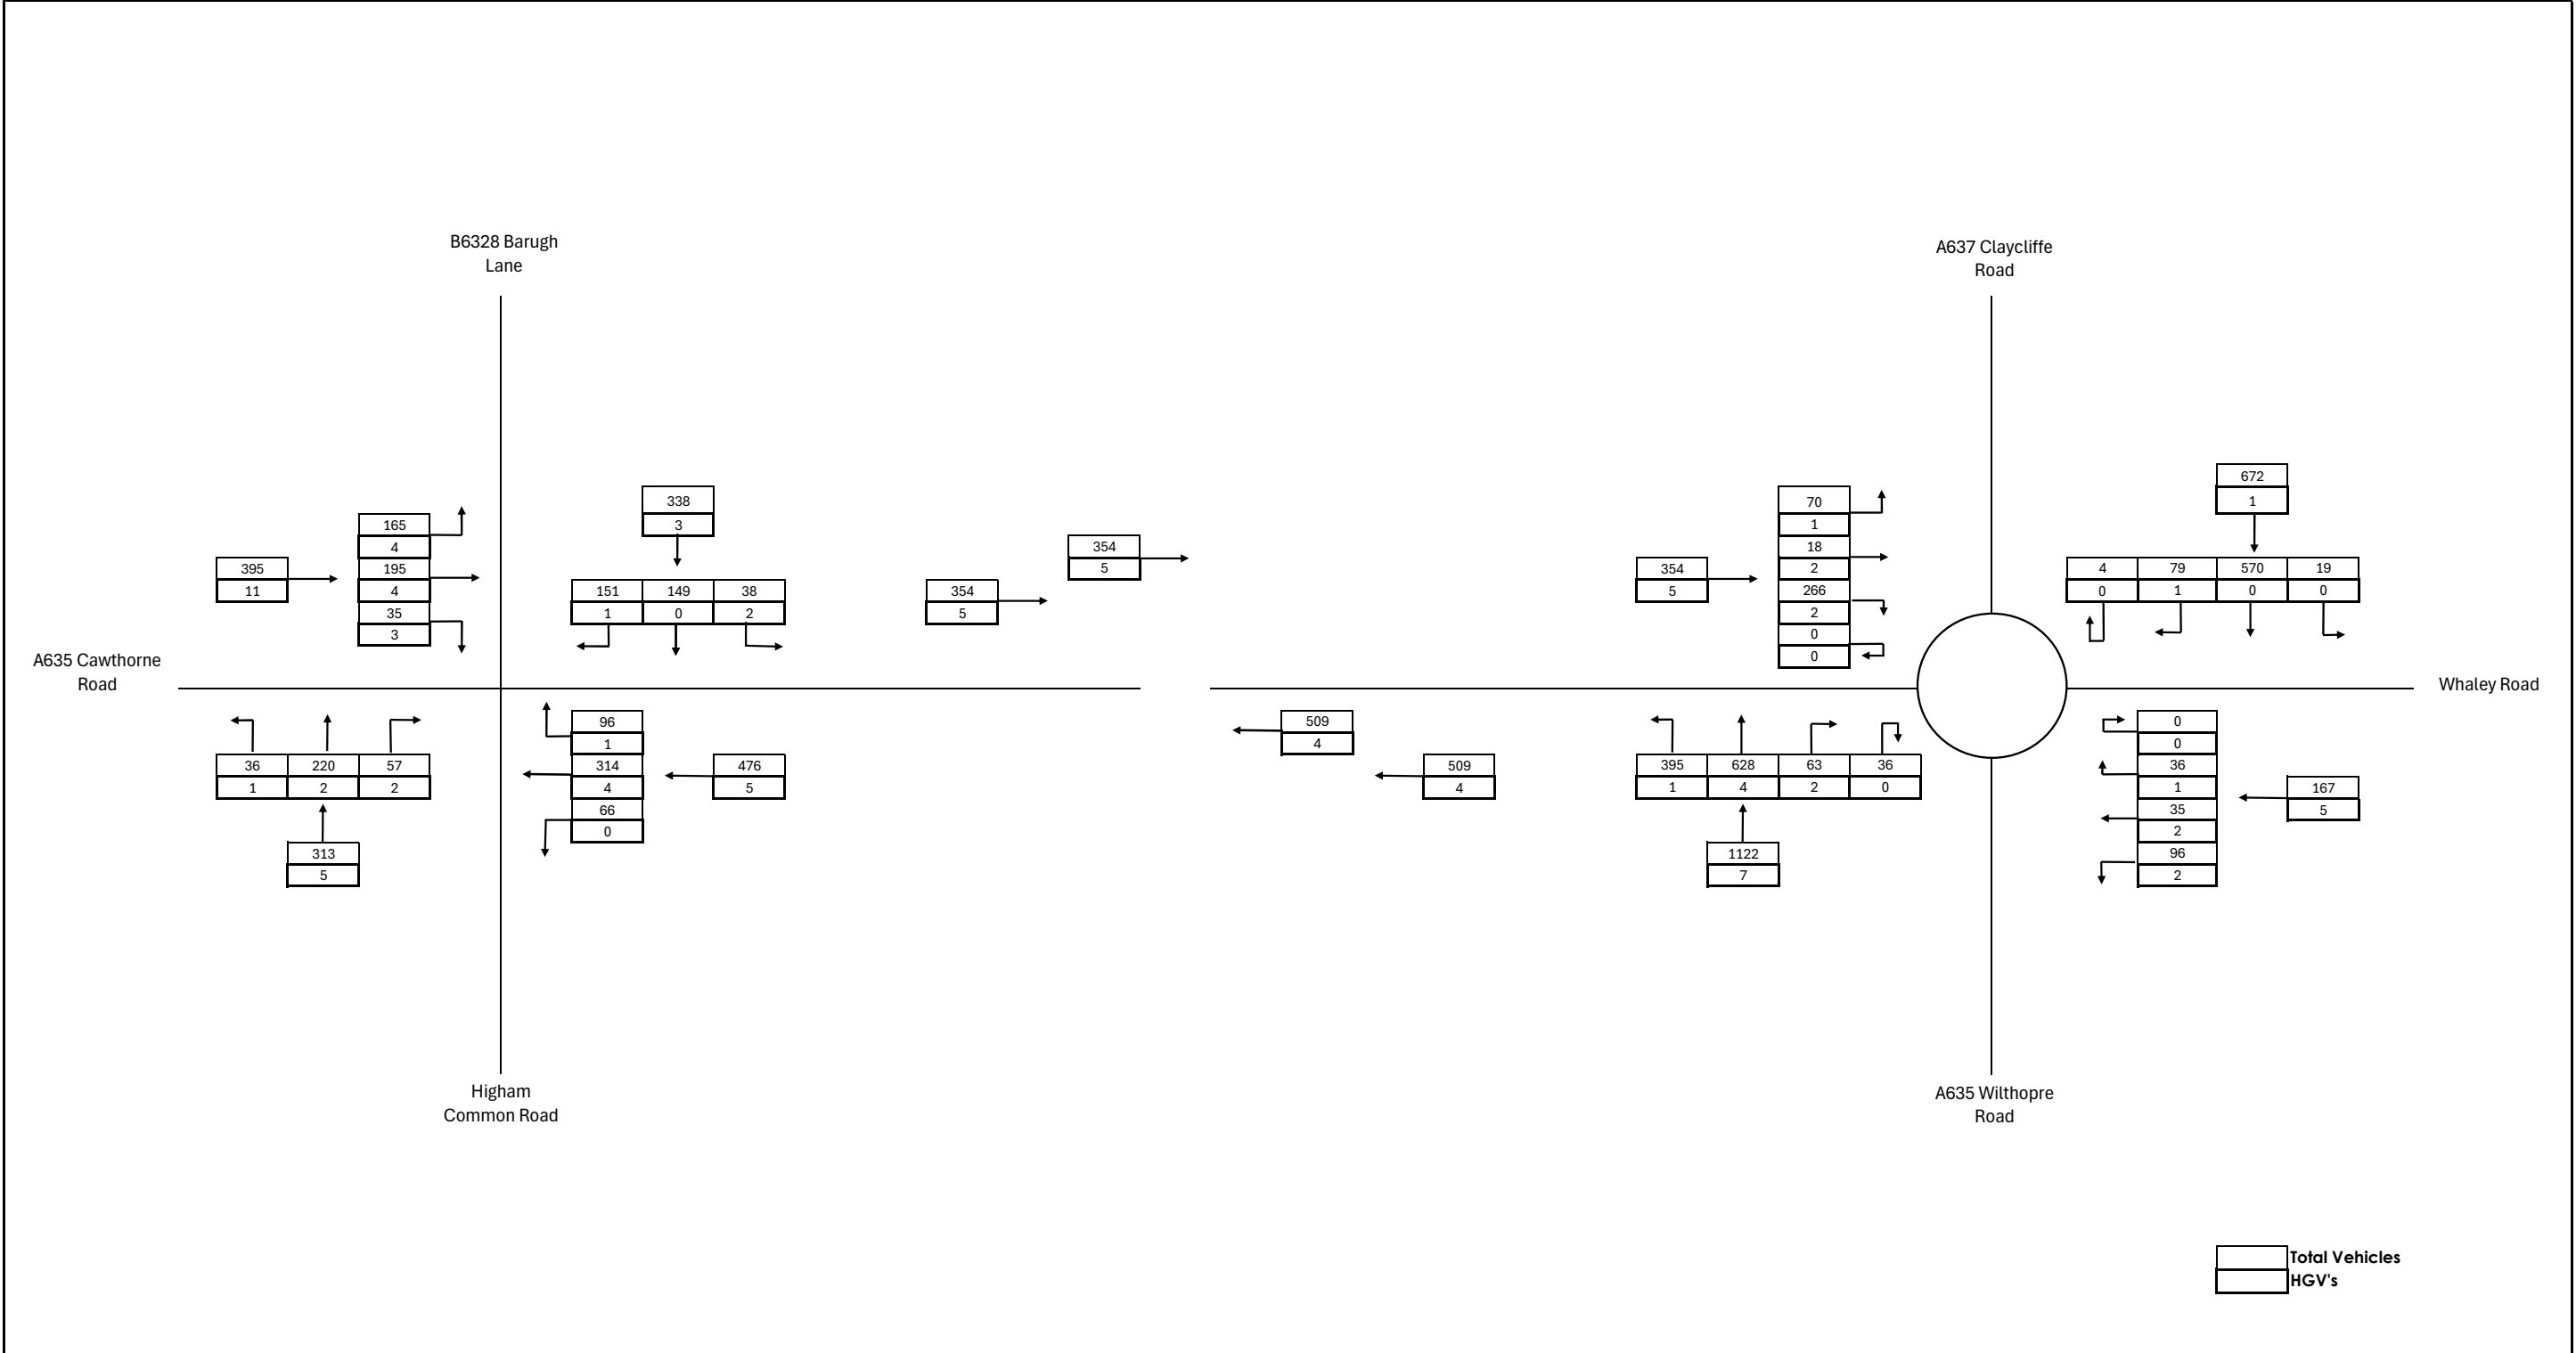 B6328 Barugh
Lane
A637 Claycliffe
Road
672
1
338
3
70
1
165
4
354
5
18
2
395
11
195
4
354
5
4 79 570 19
0 1 0 0
151 149 38
1 0 2
354
5
266
2
35
3
0
0
A635 Cawthorne
Road
Whaley Road
96
1
509
4
0
0
36 220 57
1 2 2
314
4
476
5
509
4
395 628 63 36
1 4 2 0
36
1
167
5
66
0
35
2
313
5
1122
7
96
2
Higham
Common Road
A635 Wilthopre
Road
Total Vehicles
HGV's